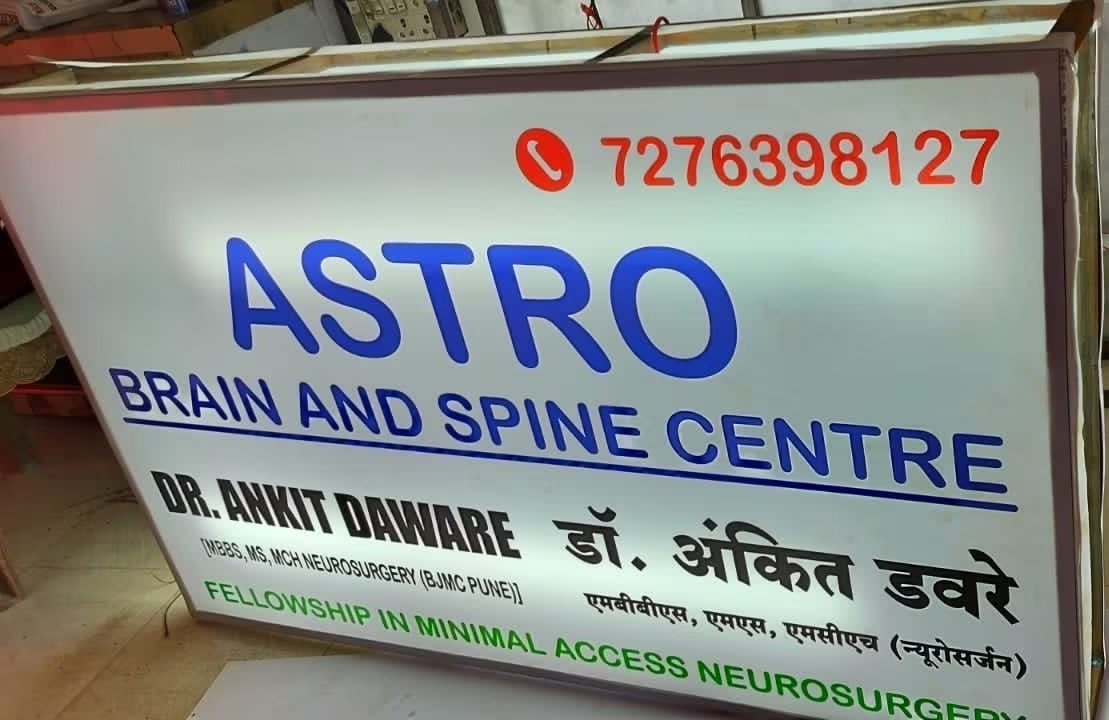 7276398127
ASTRO
BRAIN AND SPINE CENTRE
DR. ANKIT DAWARE डॉ. अंकित डवरे
[MBBS, MS, MCH NEUROSURGERY (BJMC PUNE)] एमबीबीएस, एमएस, एमसीएच (न्यूरोसर्जन)
FELLOWSHIP IN MINIMAL ACCESS NEUROSURGERY